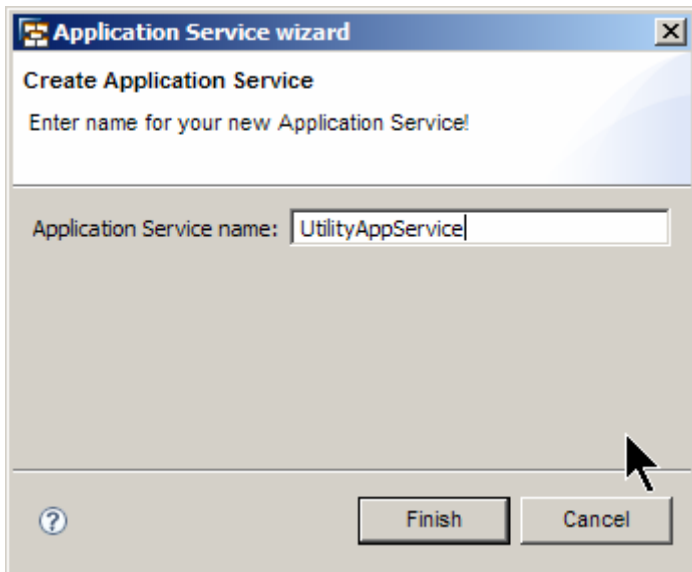 Application Service wizard
Create Application Service
Enter name for your new Application Service!
Application Service name: UtilityAppService
?
Finish Cancel